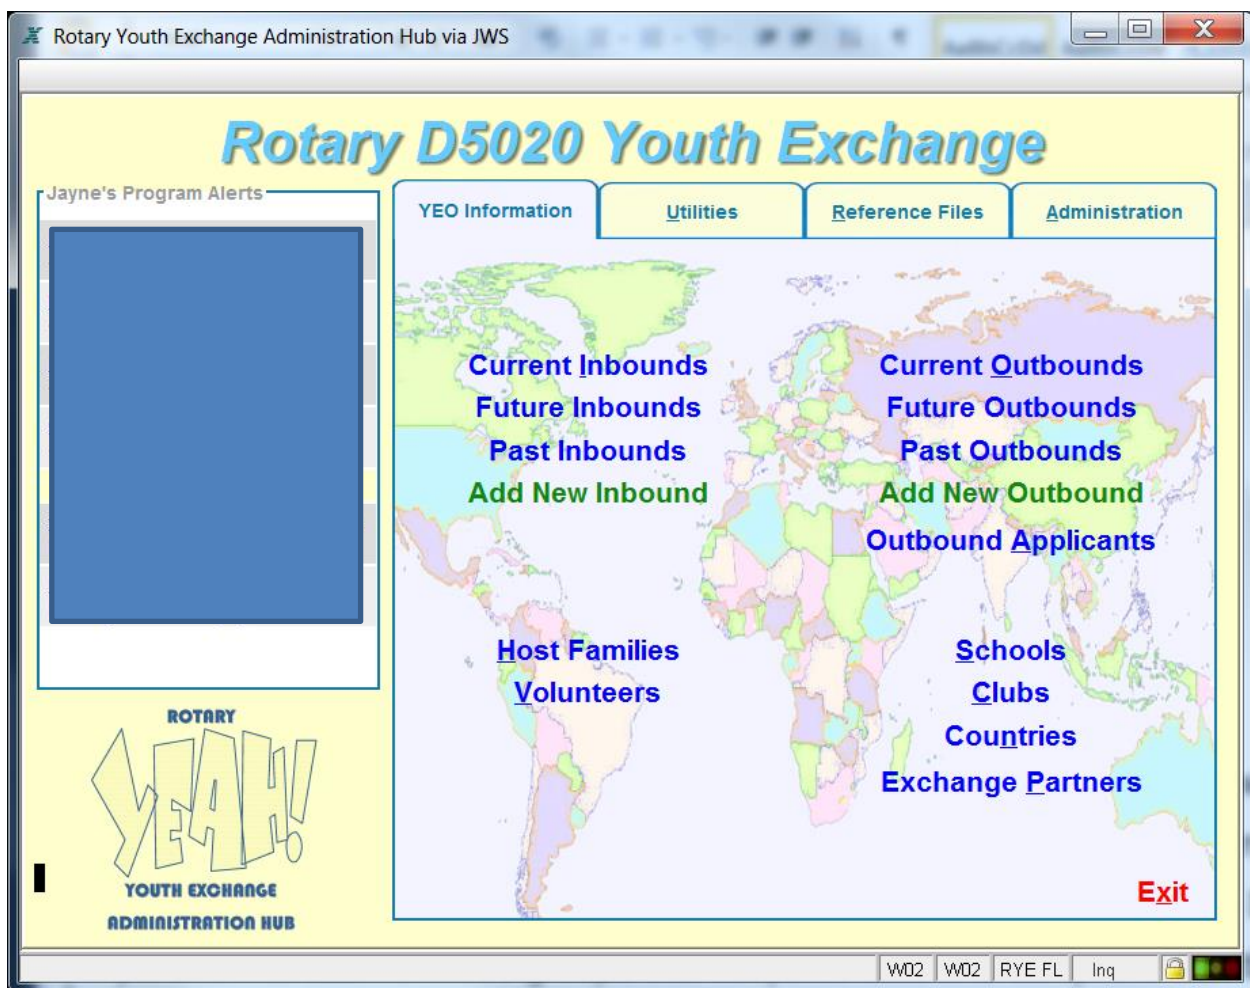 Rotary Youth Exchange Administration Hub via JWS
Rotary D5020 Youth Exchange
Jayne's Program Alerts
YEO Information
Utilities
Reference Files
Administration
Current Inbounds
Future Inbounds
Past Inbounds
Add New Inbound
Current Outbounds
Future Outbounds
Past Outbounds
Add New Outbound
Outbound Applicants
Host Families
Volunteers
Schools
Clubs
Countries
Exchange Partners
Exit
ROTARY
YEAH!
YOUTH EXCHANGE
ADMINISTRATION HUB
W02 W02 RYE FL Inq